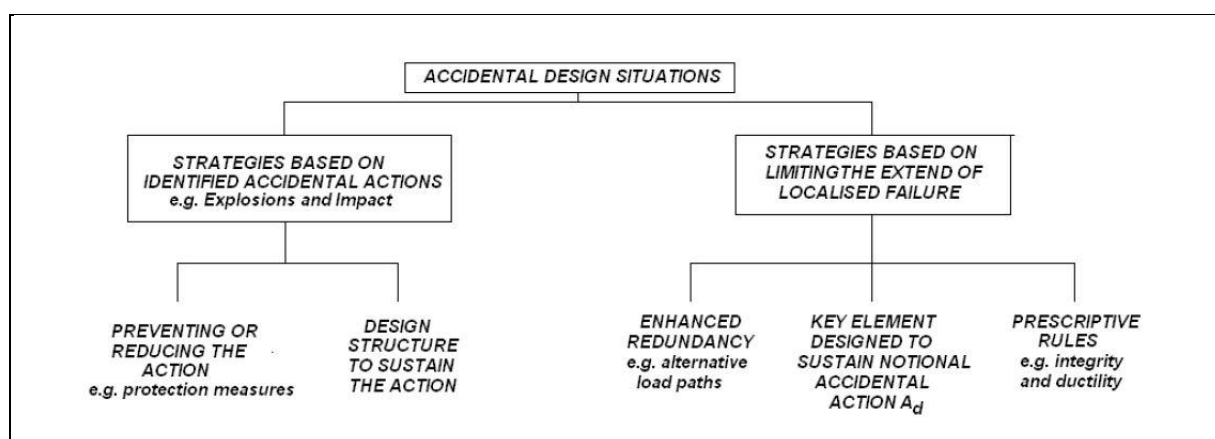 ACCIDENTAL DESIGN SITUATIONS
STRATEGIES BASED ON
IDENTIFIED ACCIDENTAL ACTIONS
e.g. Explosions and Impact
STRATEGIES BASED ON
LIMITINGTHE EXTEND OF
LOCALISED FAILURE
PREVENTING OR
REDUCING THE
ACTION
e.g. protection measures
DESIGN
STRUCTURE
TO SUSTAIN
THE ACTION
ENHANCED
REDUNDANCY
e.g. alternative
load paths
KEY ELEMENT
DESIGNED TO
SUSTAIN NOTIONAL
ACCIDENTAL
ACTION Ad
PRESCRIPTIVE
RULES
e.g. integrity
and ductility